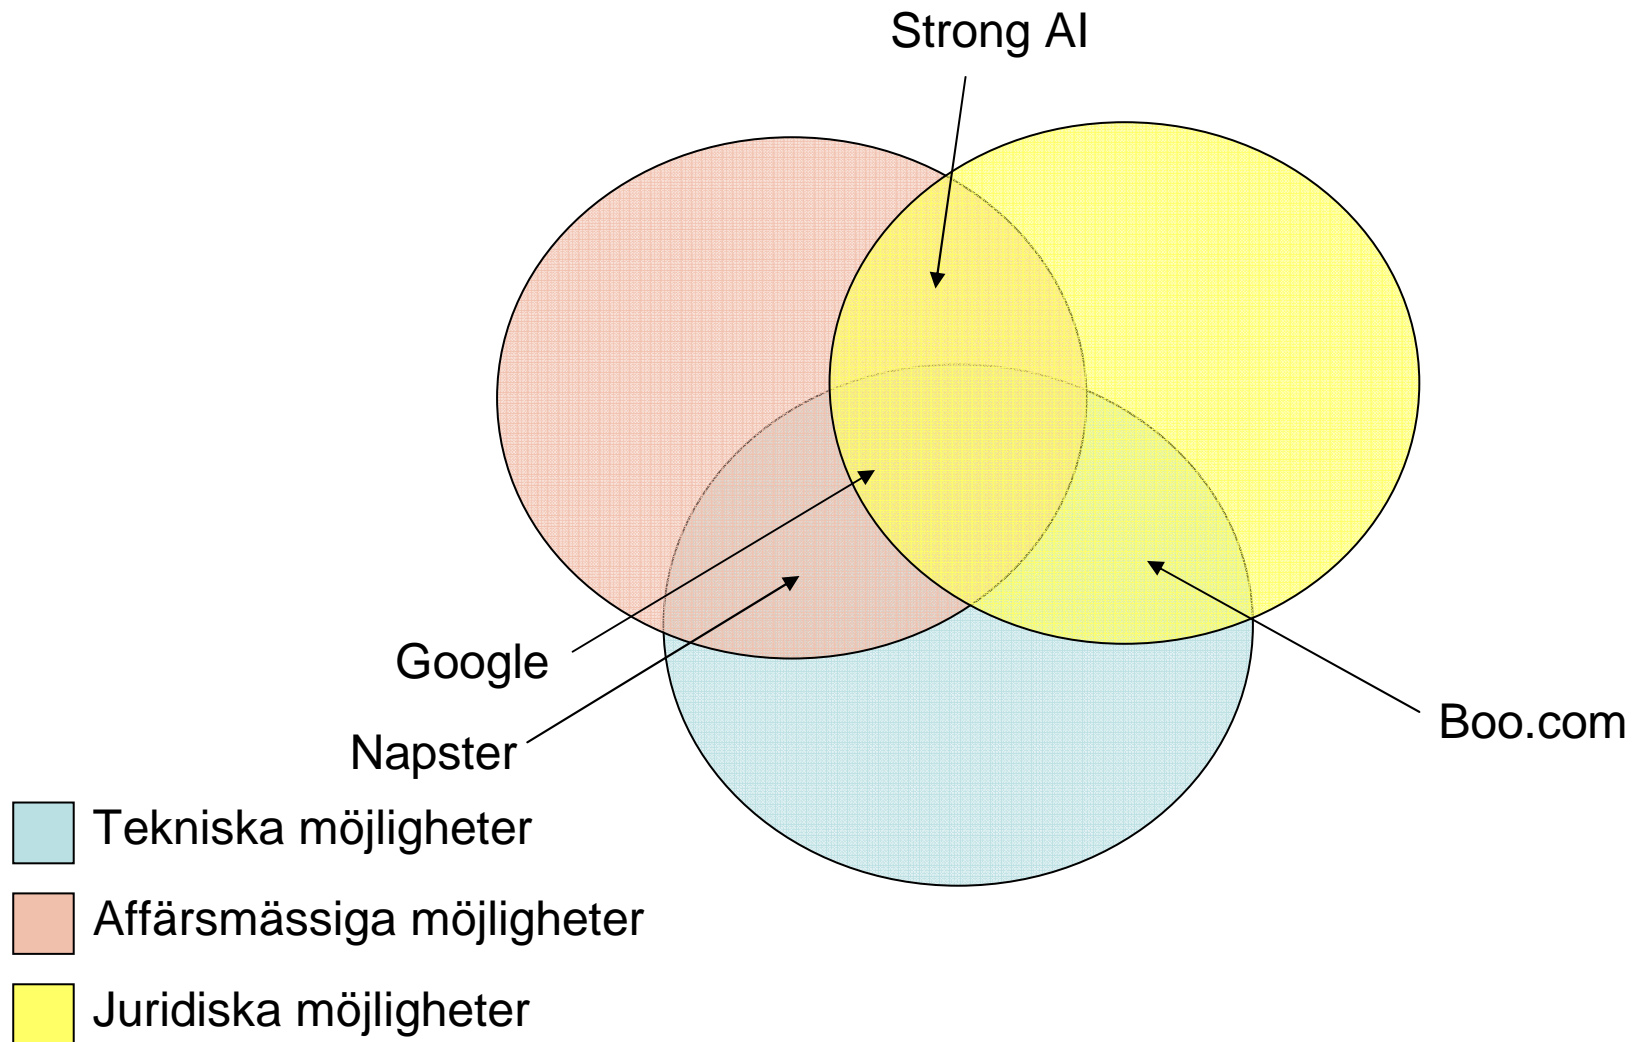 Strong AI
Google
Napster
Boo.com
Tekniska möjligheter
Affärsmässiga möjligheter
Juridiska möjligheter